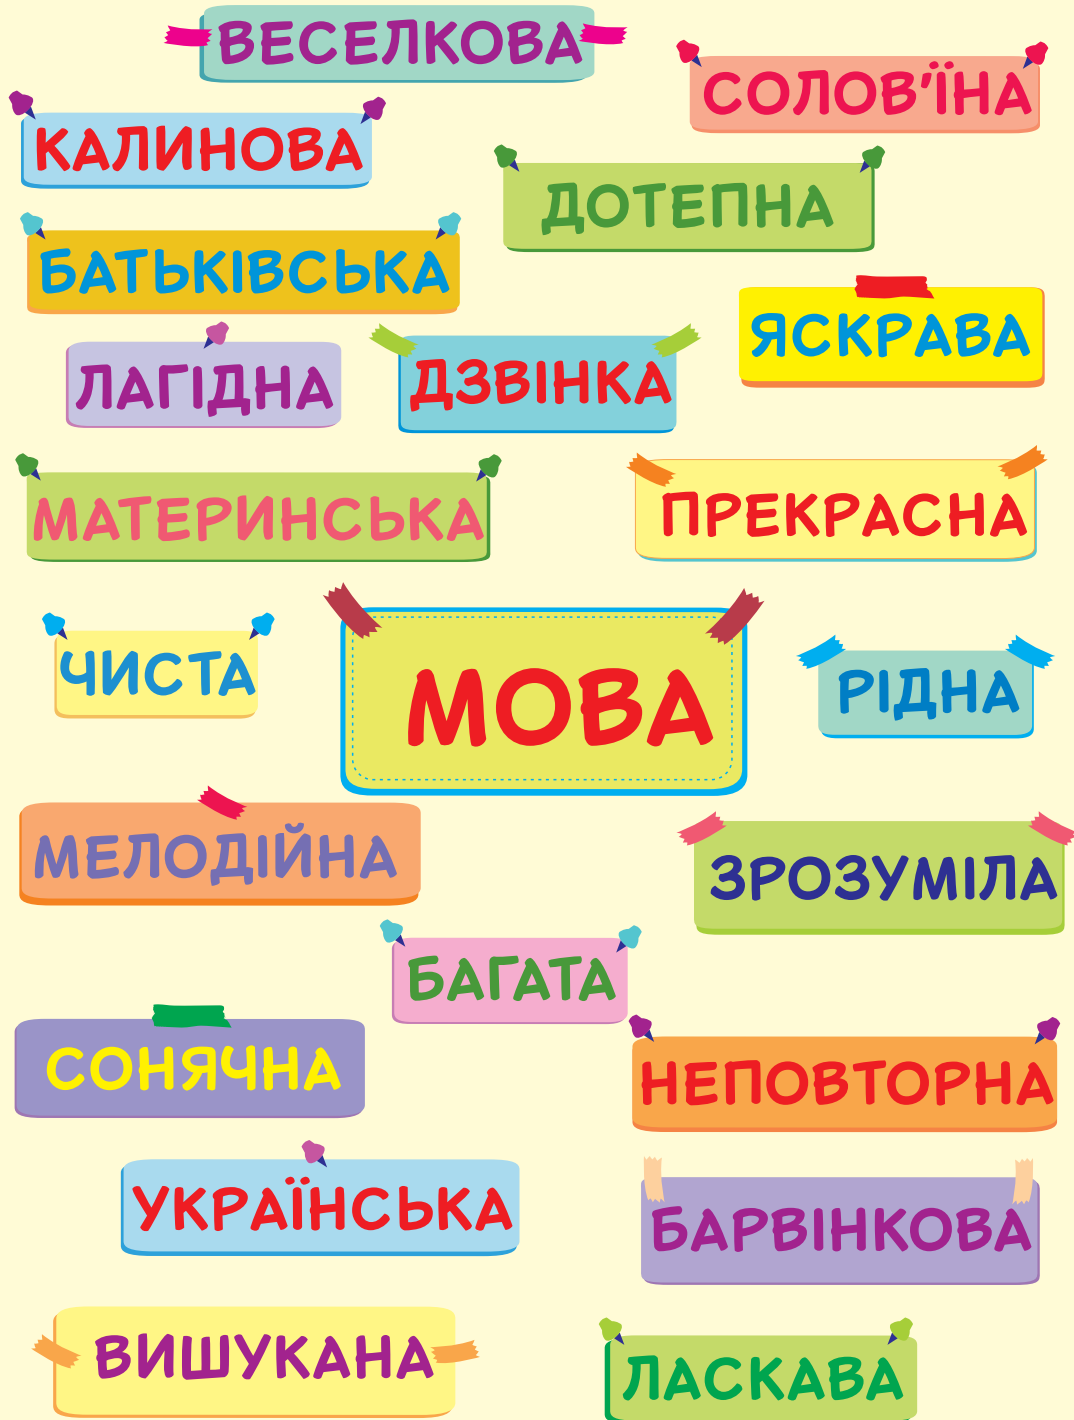 ВЕСЕЛКОВА
СОЛОВ'ЇНА
КАЛИНОВА
ДОТЕПНА
БАТЬКІВСЬКА
ЯСКРАВА
ЛАГІДНА
ДЗВІНКА
МАТЕРИНСЬКА
ПРЕКРАСНА
ЧИСТА
МОВА
РІДНА
МЕЛОДІЙНА
ЗРОЗУМІЛА
БАГАТА
СОНЯЧНА
НЕПОВТОРНА
УКРАЇНСЬКА
БАРВІНКОВА
ВИШУКАНА
ЛАСКАВА